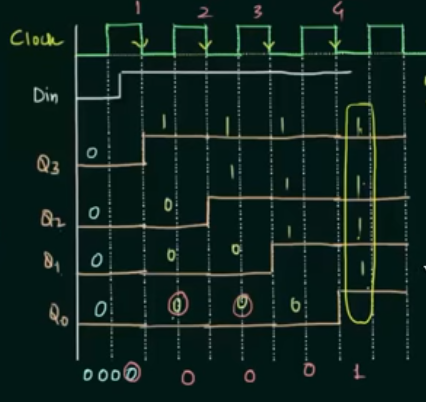 1 2 3 4
Clock
Din
1 1 1 1
Q3 0
1 1 1
Q2 0 0
1 1
Q1 0 0 0
1
Q0 0 0 0 0
0000 0 0 0 1